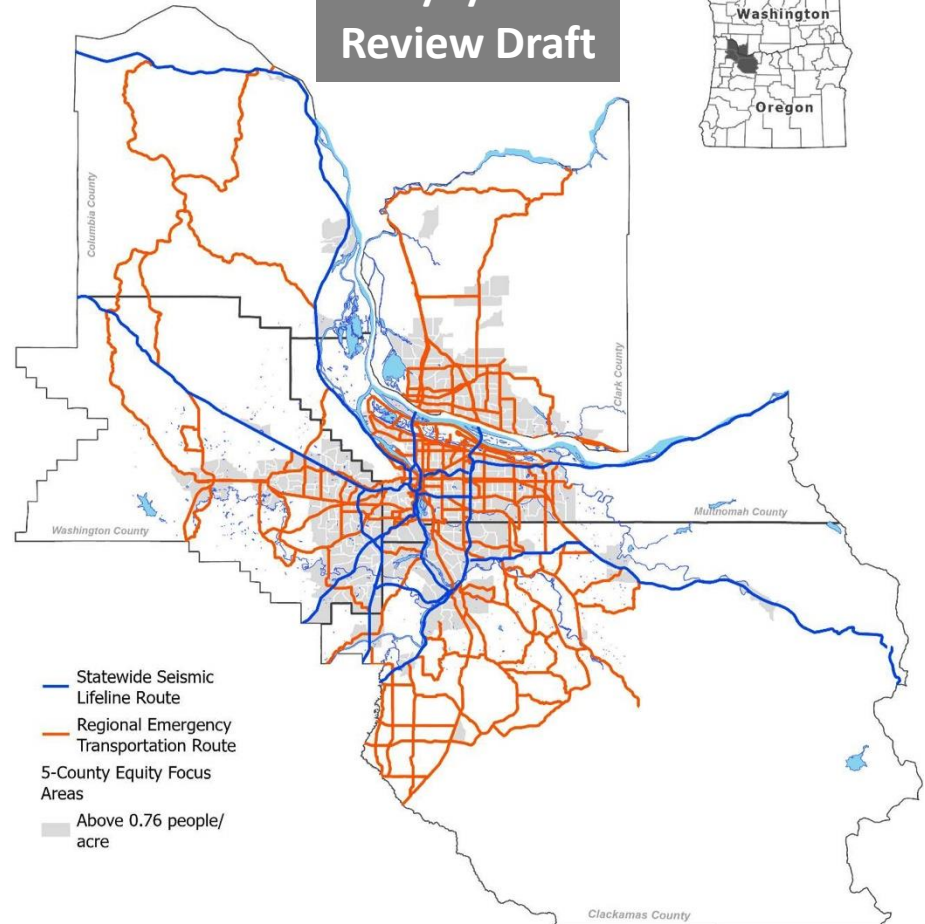 Review Draft
Washington
Oregon
Columbia County
Clark County
Multnomah County
Washington County
Statewide Seismic
Lifeline Route
Regional Emergency
Transportation Route
5-County Equity Focus
Areas
Above 0.76 people/
acre
Clackamas County